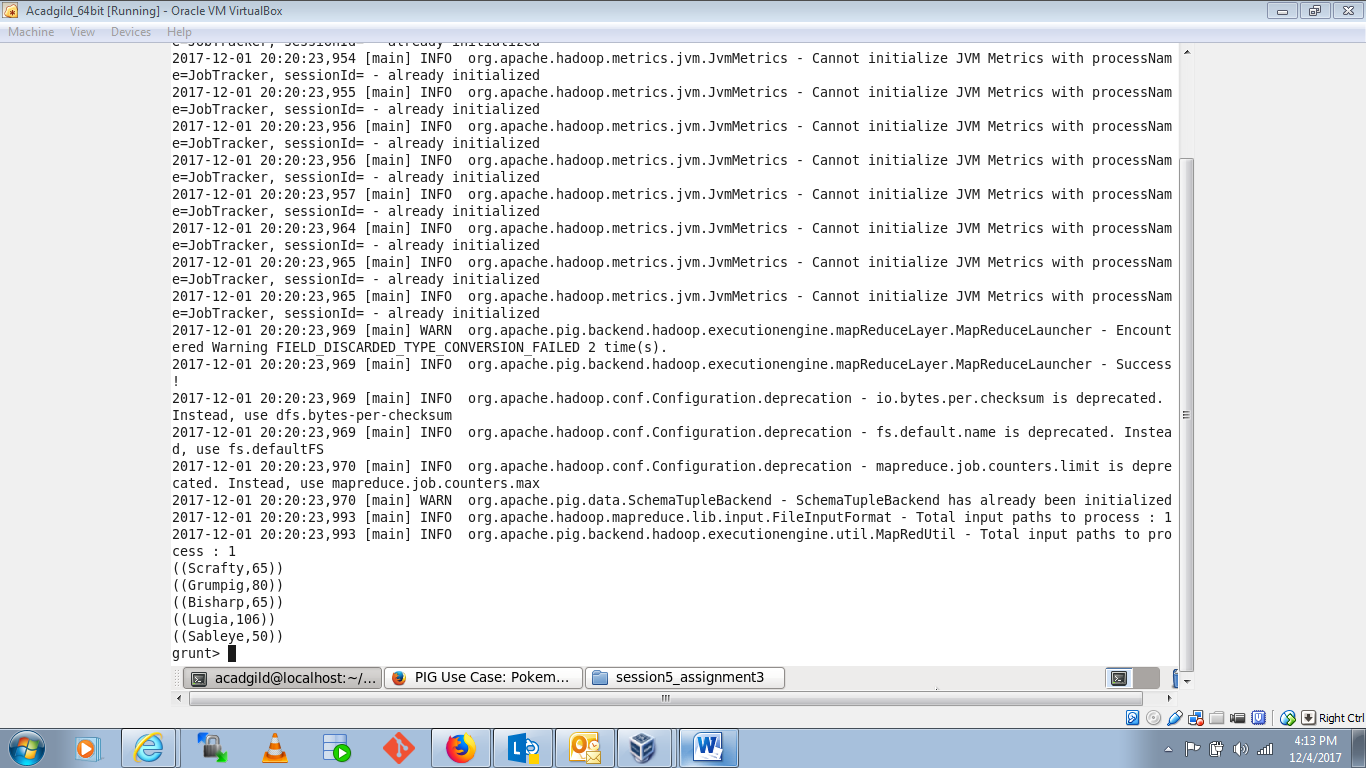 Acadgild_64bit [Running] - Oracle VM VirtualBox
Machine View Devices Help
e=JobTracker, sessionId= - already initialized
2017-12-01 20:20:23,954 [main] INFO  org.apache.hadoop.metrics.jvm.JvmMetrics - Cannot initialize JVM Metrics with processNam
e=JobTracker, sessionId= - already initialized
2017-12-01 20:20:23,955 [main] INFO  org.apache.hadoop.metrics.jvm.JvmMetrics - Cannot initialize JVM Metrics with processNam
e=JobTracker, sessionId= - already initialized
2017-12-01 20:20:23,956 [main] INFO  org.apache.hadoop.metrics.jvm.JvmMetrics - Cannot initialize JVM Metrics with processNam
e=JobTracker, sessionId= - already initialized
2017-12-01 20:20:23,956 [main] INFO  org.apache.hadoop.metrics.jvm.JvmMetrics - Cannot initialize JVM Metrics with processNam
e=JobTracker, sessionId= - already initialized
2017-12-01 20:20:23,957 [main] INFO  org.apache.hadoop.metrics.jvm.JvmMetrics - Cannot initialize JVM Metrics with processNam
e=JobTracker, sessionId= - already initialized
2017-12-01 20:20:23,964 [main] INFO  org.apache.hadoop.metrics.jvm.JvmMetrics - Cannot initialize JVM Metrics with processNam
e=JobTracker, sessionId= - already initialized
2017-12-01 20:20:23,965 [main] INFO  org.apache.hadoop.metrics.jvm.JvmMetrics - Cannot initialize JVM Metrics with processNam
e=JobTracker, sessionId= - already initialized
2017-12-01 20:20:23,965 [main] INFO  org.apache.hadoop.metrics.jvm.JvmMetrics - Cannot initialize JVM Metrics with processNam
e=JobTracker, sessionId= - already initialized
2017-12-01 20:20:23,969 [main] WARN  org.apache.pig.backend.hadoop.executionengine.mapReduceLayer.MapReduceLauncher - Encount
ered Warning FIELD_DISCARDED_TYPE_CONVERSION_FAILED 2 time(s).
2017-12-01 20:20:23,969 [main] INFO  org.apache.pig.backend.hadoop.executionengine.mapReduceLayer.MapReduceLauncher - Success
!
2017-12-01 20:20:23,969 [main] INFO  org.apache.hadoop.conf.Configuration.deprecation - io.bytes.per.checksum is deprecated.
Instead, use dfs.bytes-per-checksum
2017-12-01 20:20:23,969 [main] INFO  org.apache.hadoop.conf.Configuration.deprecation - fs.default.name is deprecated. Instea
d, use fs.defaultFS
2017-12-01 20:20:23,970 [main] INFO  org.apache.hadoop.conf.Configuration.deprecation - mapreduce.job.counters.limit is depre
cated. Instead, use mapreduce.job.counters.max
2017-12-01 20:20:23,970 [main] WARN  org.apache.pig.data.SchemaTupleBackend - SchemaTupleBackend has already been initialized
2017-12-01 20:20:23,993 [main] INFO  org.apache.hadoop.mapreduce.lib.input.FileInputFormat - Total input paths to process : 1
2017-12-01 20:20:23,993 [main] INFO  org.apache.pig.backend.hadoop.executionengine.util.MapRedUtil - Total input paths to pro
cess : 1
((Scrafty,65))
((Grumpig,80))
((Bisharp,65))
((Lugia,106))
((Sableye,50))
grunt>
acadgild@localhost:~/... PIG Use Case: Pokem... session5_assignment3
Right Ctrl
4:13 PM
12/4/2017